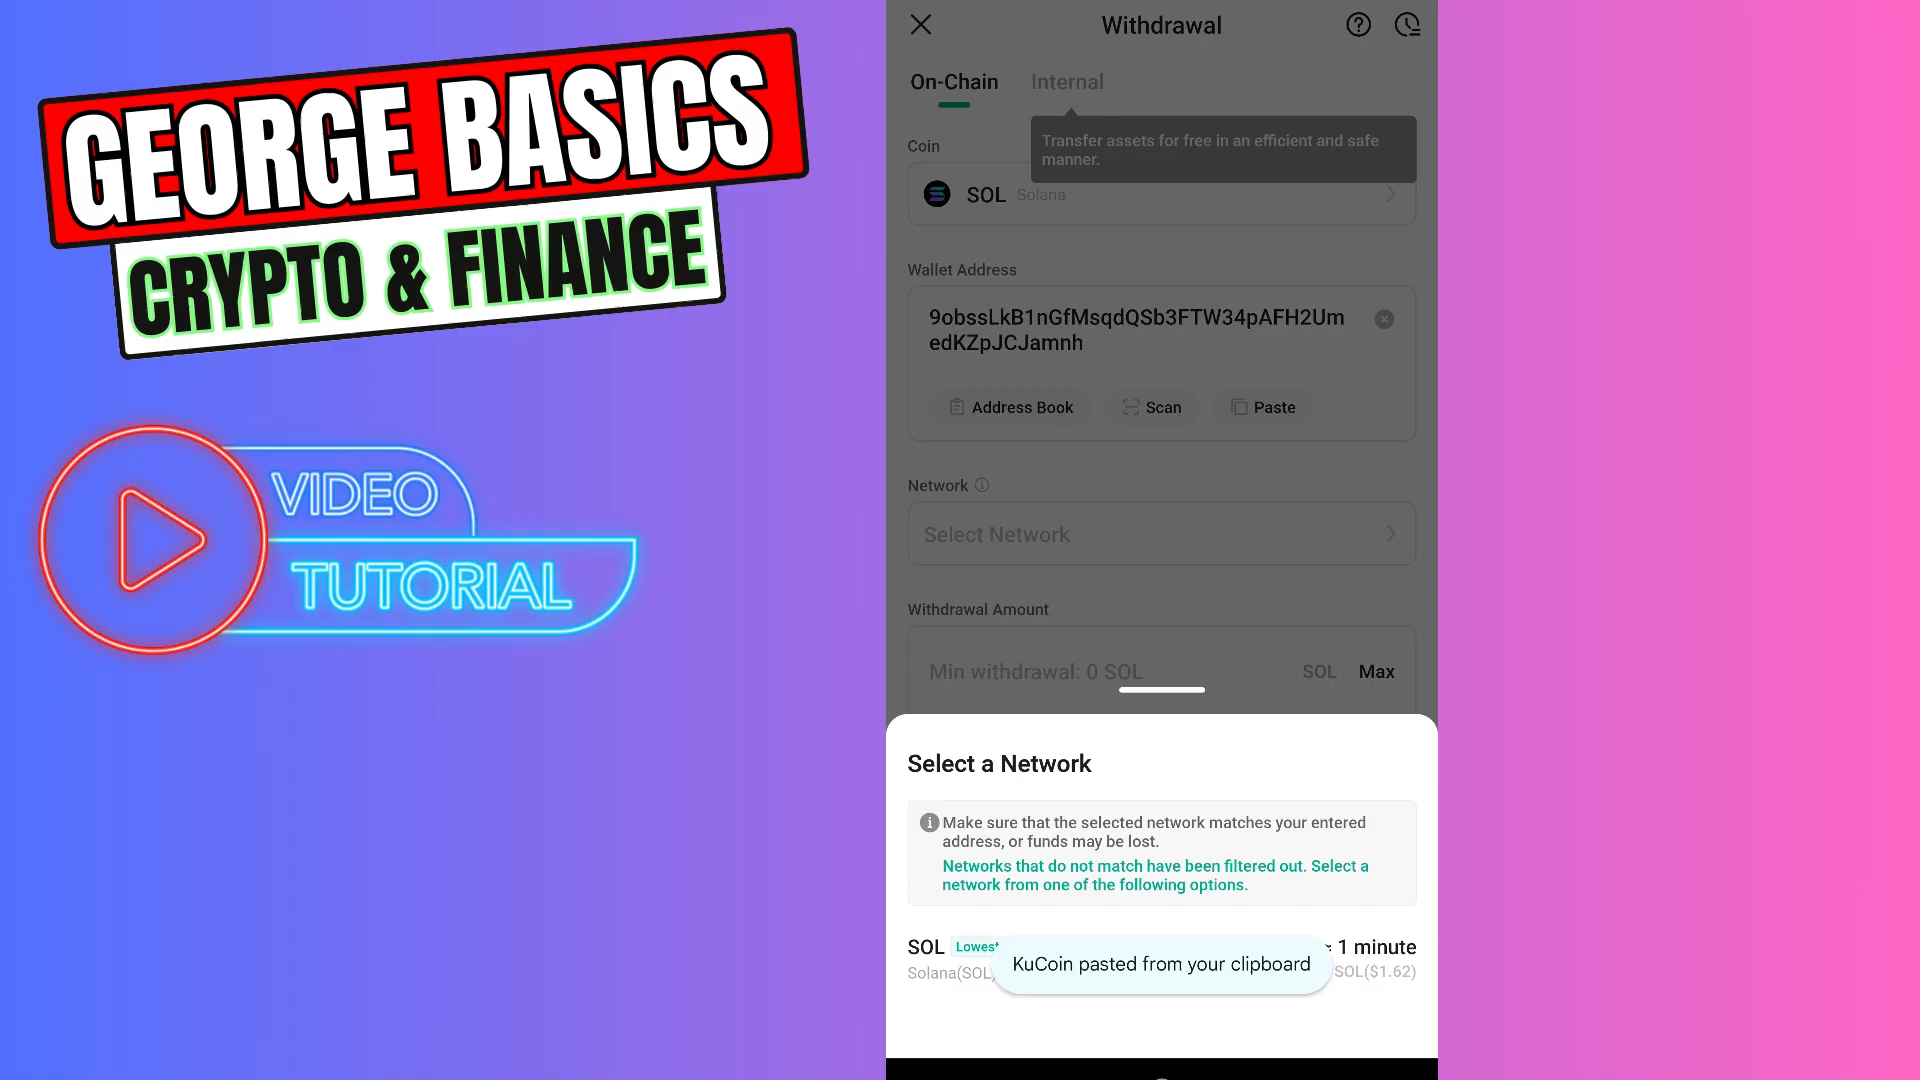 GEORGE BASICS
CRYPTO & FINANCE
VIDEO
TUTORIAL
Withdrawal
On-Chain Internal
Transfer assets for free in an efficient and safe
manner.
Coin
SOL Solana
Wallet Address
9obssLkB1nGfMsqdQSb3FTW34pAFH2Um
edKZpJCJamnh
Address Book Scan Paste
Network
Select Network
Withdrawal Amount
Min withdrawal: 0 SOL SOL Max
Select a Network
Make sure that the selected network matches your entered
address, or funds may be lost.
Networks that do not match have been filtered out. Select a
network from one of the following options.
SOL Lowest 1 minute
KuCoin pasted from your clipboard
Solana(SOL) SOL($1.62)